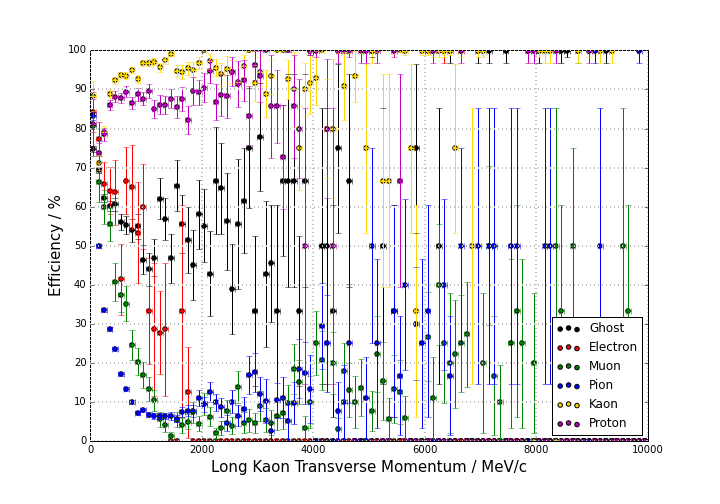 100
90
80
70
60
50
40
30
20
10
0
Efficiency / %
Ghost
Electron
Muon
Pion
Kaon
Proton
0
2000
4000
6000
8000
10000
Long Kaon Transverse Momentum / MeV/c